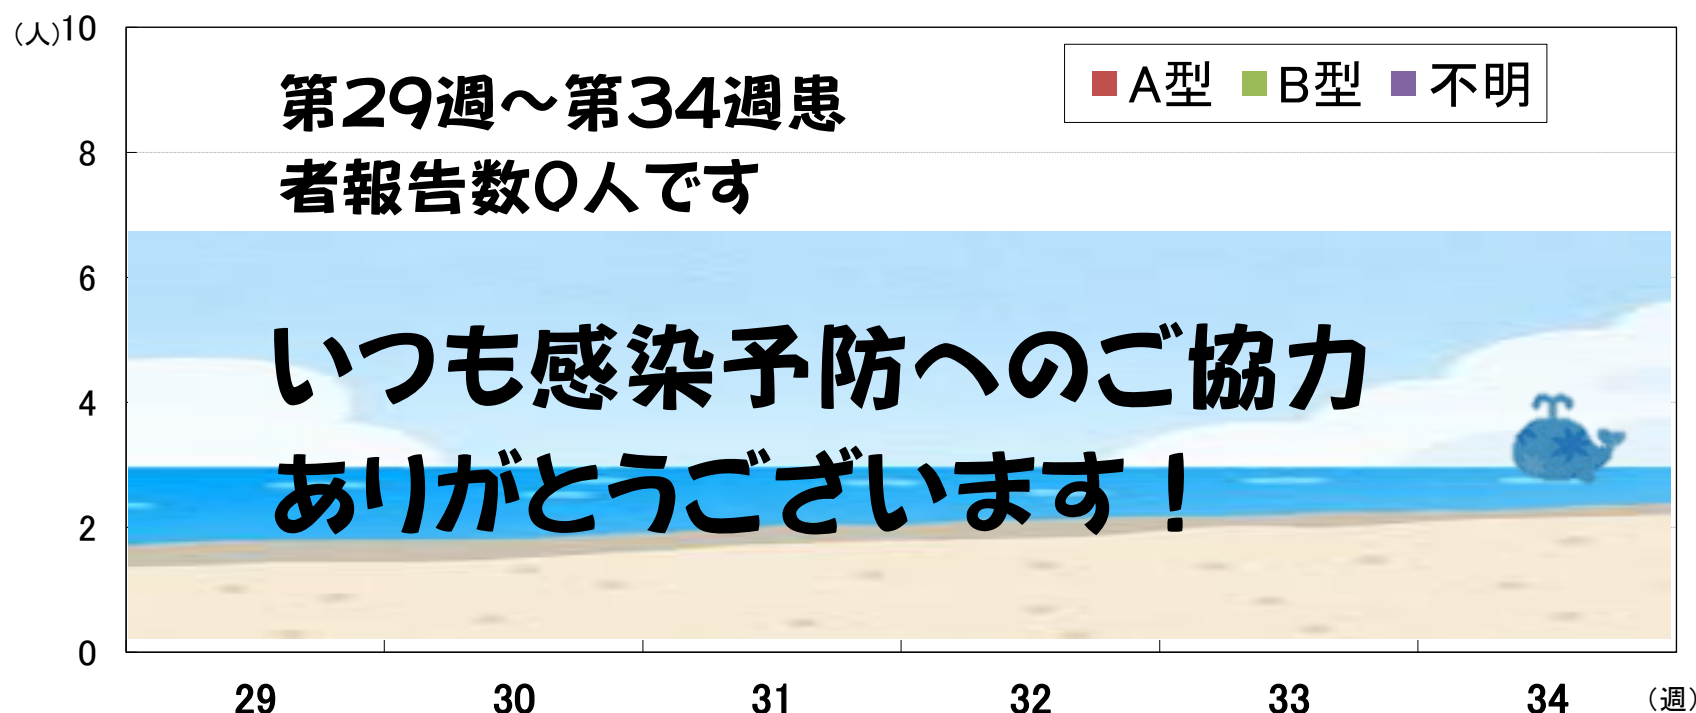 (人)
10
A型 B型 不明
第29週～第34週患
8
者報告数0人です
6
いつも感染予防へのご協力
4
ありがとうございます！
2
0
29 30 31 32 33 34 (週)